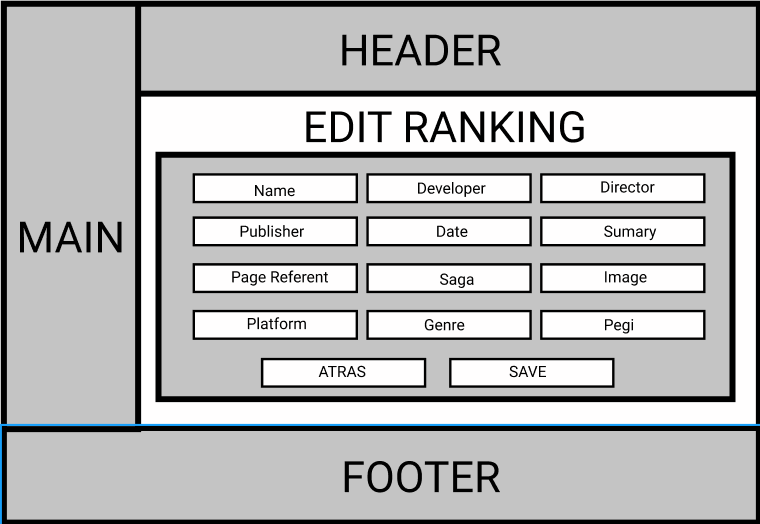 HEADER
MAIN
EDIT RANKING
Name
Developer
Director
Publisher
Date
Sumary
Page Referent
Saga
Image
Platform
Genre
Pegi
ATRAS
SAVE
FOOTER